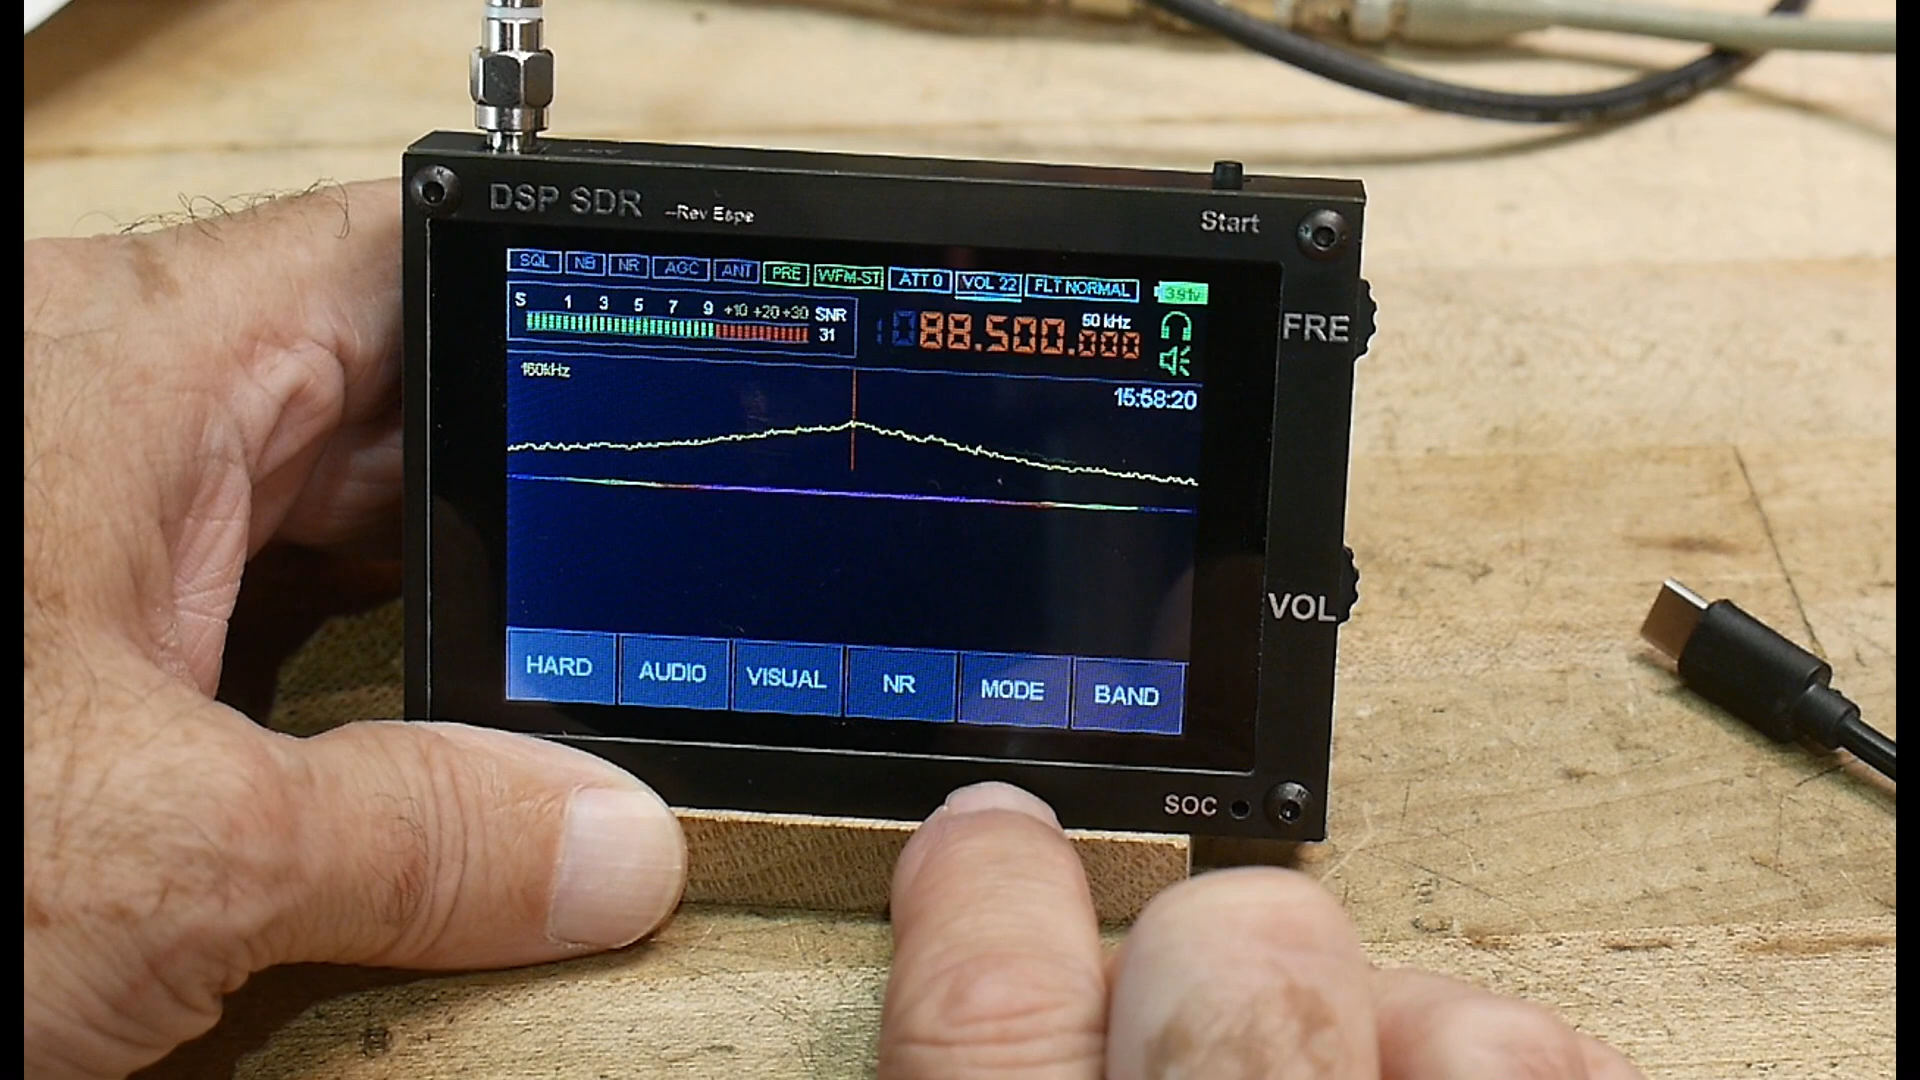 DSP SDR --Rev Espe Start
SQL NB NR AGC ANT PRE WFM-ST ATT 0 VOL 22 FLT NORMAL 3.91v
S 1 3 5 7 9 +10 +20 +30 SNR
31
50 kHz
88.500.000
FRE
160kHz
15:58:20
VOL
HARD AUDIO VISUAL NR MODE BAND
SOC